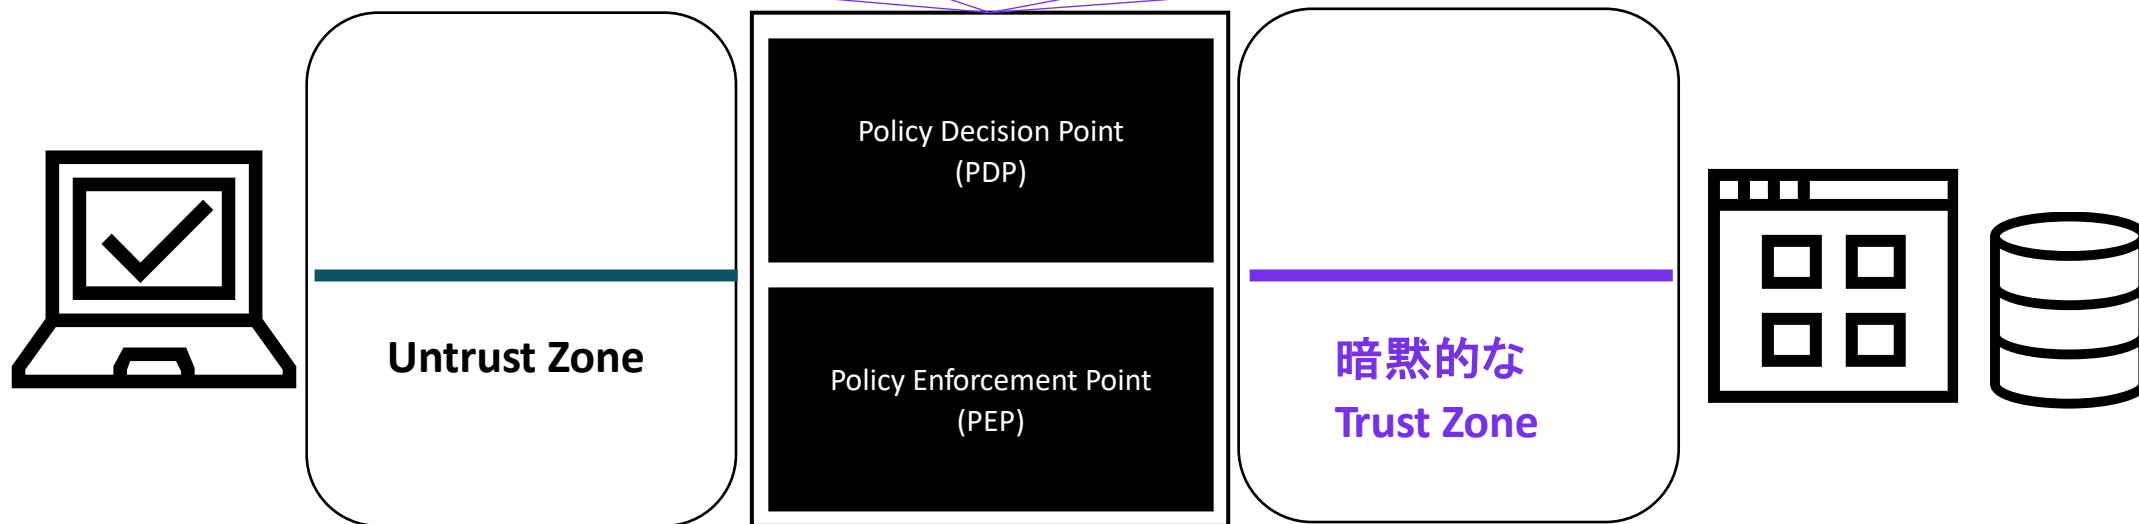 Untrust Zone
Policy Decision Point
(PDP)
Policy Enforcement Point
(PEP)
暗黙的な
Trust Zone